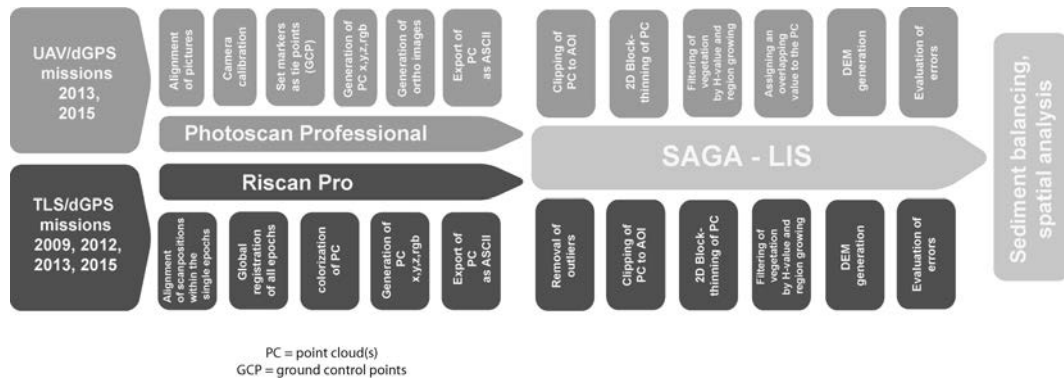 UAV/dGPS
missions
2013,
2015
Alignment
of pictures
Camera
calibration
Set markers
as tie points
(GCP)
Generation of
PC x,y,z,rgb
Generation of
ortho images
Export of
PC
as ASCII
Photoscan Professional
Clipping of
PC to AOI
2D Block-
thinning of PC
Filtering of
vegetation
by H-value and
region growing
Assigning an
overlapping
value to the PC
DEM
generation
Evaluation of
errors
SAGA - LIS
TLS/dGPS
missions
2009, 2012,
2013, 2015
Riscan Pro
Alignment
of scanpositions
within the
single epochs
Global
registration
of all epochs
colorization
of PC
Generation of
PC
x,y,z,rgb
Export of
PC
as ASCII
Removal of
outliers
Clipping of
PC to AOI
2D Block-
thinning of PC
Filtering of
vegetation
by H-value and
region growing
DEM
generation
Evaluation of
errors
Sediment balancing,
spatial analysis
PC = point cloud(s)
GCP = ground control points